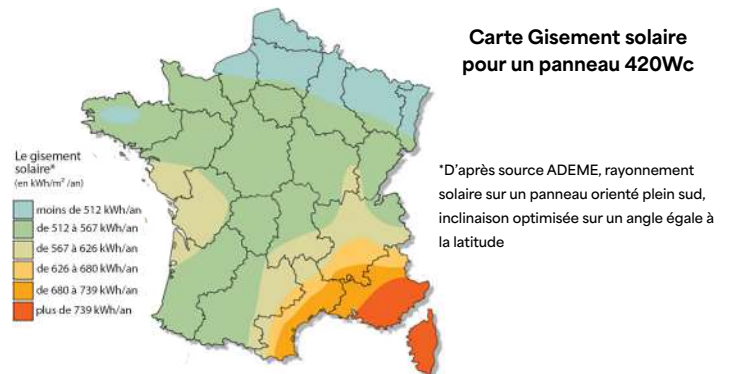 Carte Gisement solaire
pour un panneau 420Wc
Le gisement
solaire*
(en kWh/m² /an)
moins de 512 kWh/an
de 512 à 567 kWh/an
de 567 à 626 kWh/an
de 626 à 680 kWh/an
de 680 à 739 kWh/an
plus de 739 kWh/an
*D'après source ADEME, rayonnement
solaire sur un panneau orienté plein sud,
inclinaison optimisée sur un angle égale à
la latitude